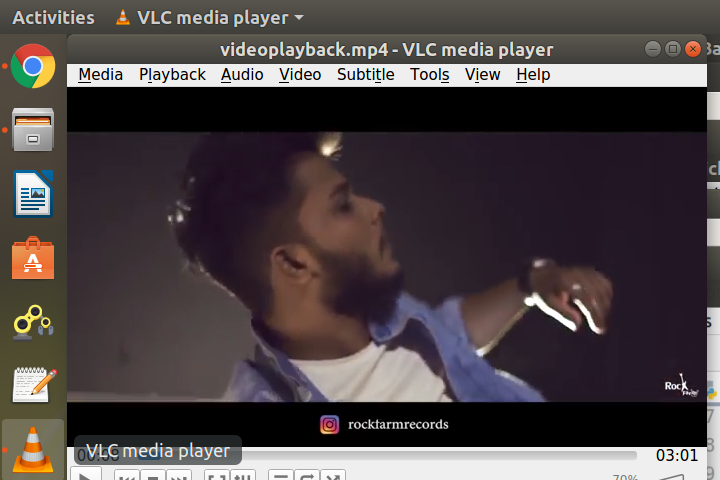 Activities VLC media player
videoplayback.mp4 - VLC media player
Media Playback Audio Video Subtitle Tools View Help
Rock
rockfarmrecords
VLC media player
03:01
70%